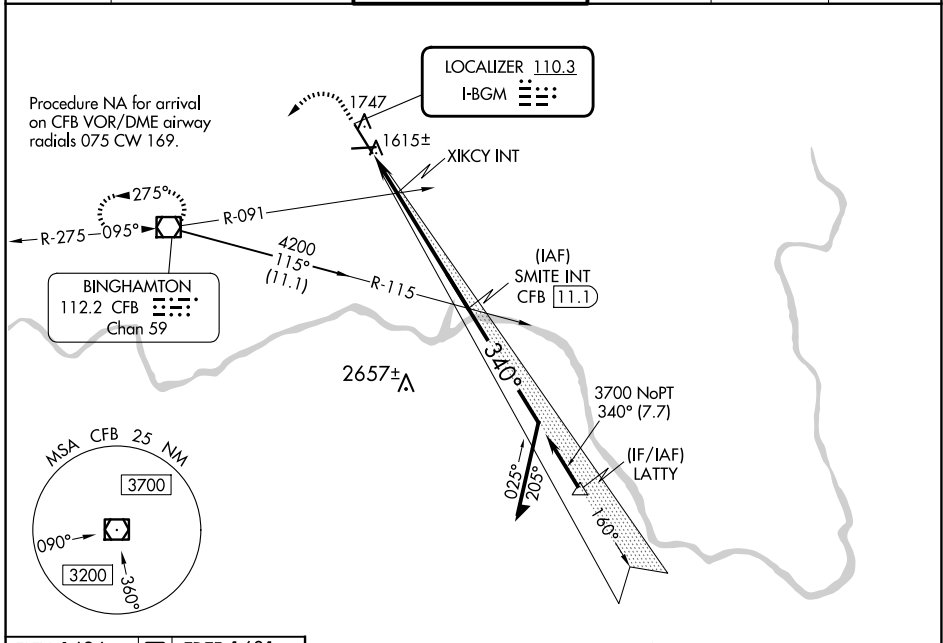 LOCALIZER 110.3
I-BGM
Procedure NA for arrival
on CFB VOR/DME airway
radials 075 CW 169.
1747
1615±
XIKCY INT
275°
R-275
095°
R-091
4200
115°
(11.1)
R-115
(IAF)
SMITE INT
CFB 11.1
BINGHAMTON
112.2 CFB
Chan 59
340°
2657±
3700 NoPT
340° (7.7)
(IF/IAF)
LATTY
025°
205°
160°
MSA CFB 25 NM
3700
090°
3200
360°